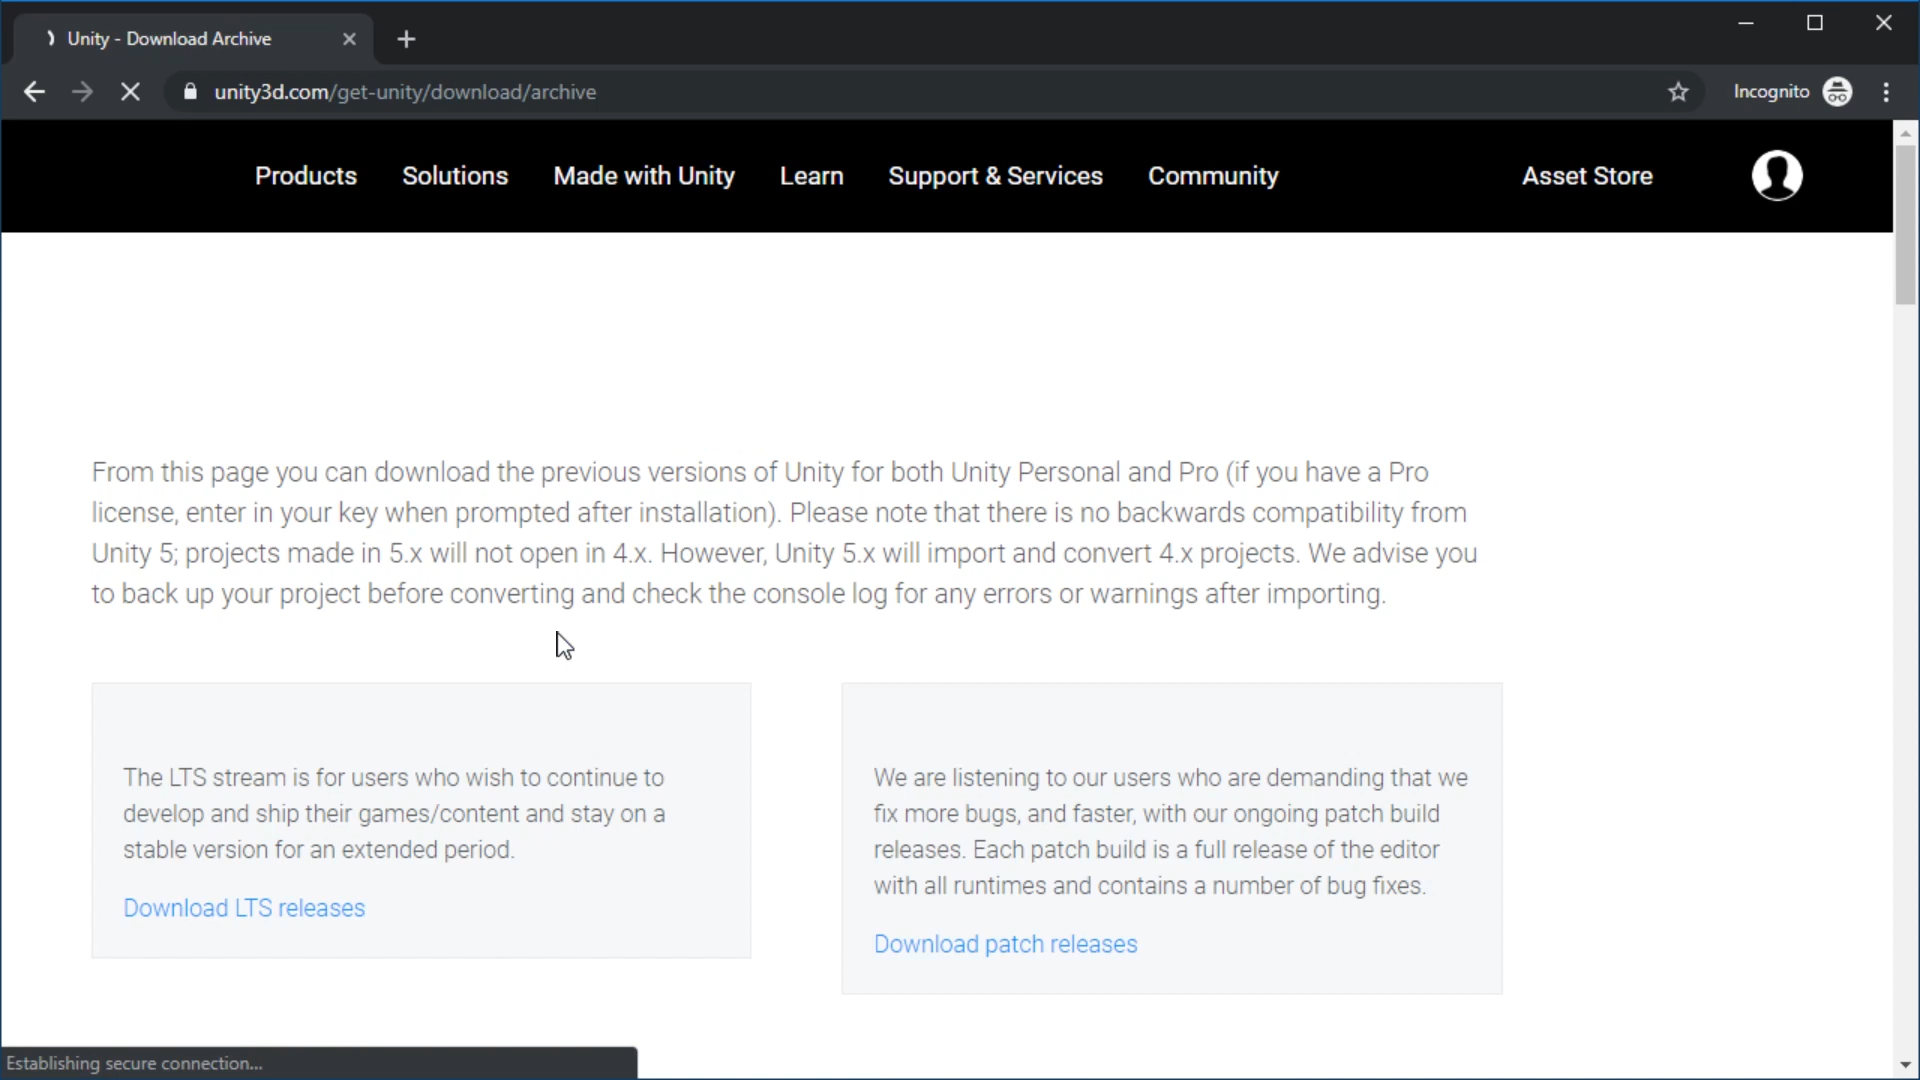 Unity - Download Archive
unity3d.com/get-unity/download/archive
Incognito
Products Solutions Made with Unity Learn Support & Services Community Asset Store
From this page you can download the previous versions of Unity for both Unity Personal and Pro (if you have a Pro
license, enter in your key when prompted after installation). Please note that there is no backwards compatibility from
Unity 5; projects made in 5.x will not open in 4.x. However, Unity 5.x will import and convert 4.x projects. We advise you
to back up your project before converting and check the console log for any errors or warnings after importing.
The LTS stream is for users who wish to continue to
develop and ship their games/content and stay on a
stable version for an extended period.
Download LTS releases
We are listening to our users who are demanding that we
fix more bugs, and faster, with our ongoing patch build
releases. Each patch build is a full release of the editor
with all runtimes and contains a number of bug fixes.
Download patch releases
Establishing secure connection...